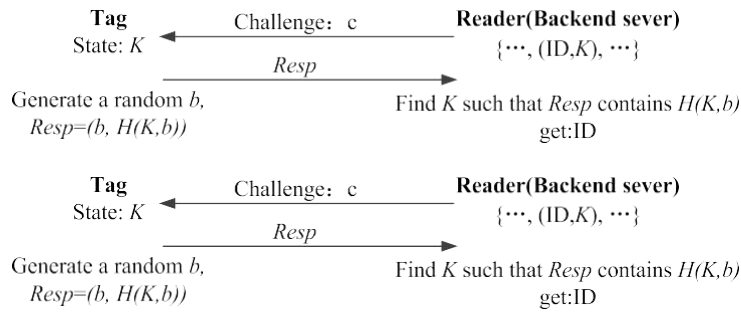 Tag Challenge：c Reader(Backend sever)
State: K {···, (ID,K), ···}
Resp
Generate a random b, Find K such that Resp contains H(K,b)
Resp=(b, H(K,b)) get:ID
Tag Challenge：c Reader(Backend sever)
State: K {···, (ID,K), ···}
Resp
Generate a random b, Find K such that Resp contains H(K,b)
Resp=(b, H(K,b)) get:ID